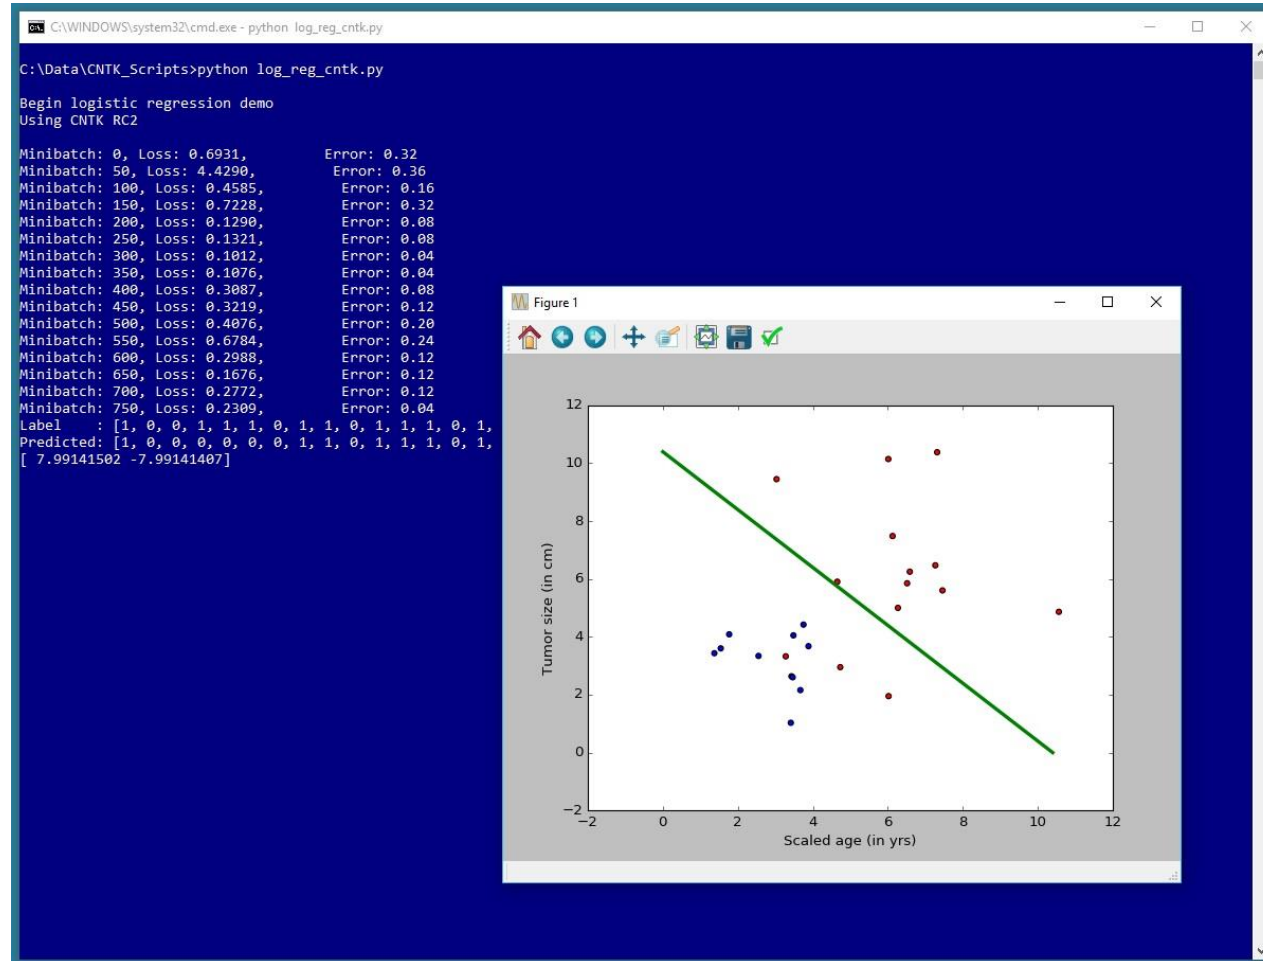 C:\WINDOWS\system32\cmd.exe - python  log_reg_cntk.py
C:\Data\CNTK_Scripts>python log_reg_cntk.py
Begin logistic regression demo
Using CNTK RC2
Minibatch: 0, Loss: 0.6931,         Error: 0.32
Minibatch: 50, Loss: 4.4290,         Error: 0.36
Minibatch: 100, Loss: 0.4585,         Error: 0.16
Minibatch: 150, Loss: 0.7228,         Error: 0.32
Minibatch: 200, Loss: 0.1290,         Error: 0.08
Minibatch: 250, Loss: 0.1321,         Error: 0.08
Minibatch: 300, Loss: 0.1012,         Error: 0.04
Minibatch: 350, Loss: 0.1076,         Error: 0.04
Minibatch: 400, Loss: 0.3087,         Error: 0.08
Minibatch: 450, Loss: 0.3219,         Error: 0.12
Minibatch: 500, Loss: 0.4076,         Error: 0.20
Minibatch: 550, Loss: 0.6784,         Error: 0.24
Minibatch: 600, Loss: 0.2988,         Error: 0.12
Minibatch: 650, Loss: 0.1676,         Error: 0.12
Minibatch: 700, Loss: 0.2772,         Error: 0.12
Minibatch: 750, Loss: 0.2309,         Error: 0.04
Label    : [1, 0, 0, 1, 1, 1, 0, 1, 1, 0, 1, 1, 1, 0, 1,
Predicted: [1, 0, 0, 0, 0, 0, 0, 1, 1, 0, 1, 1, 1, 0, 1,
[ 7.99141502 -7.99141407]
Figure 1
12
10
8
6
4
2
0
−2
Tumor size (in cm)
−2 0 2 4 6 8 10 12
Scaled age (in yrs)